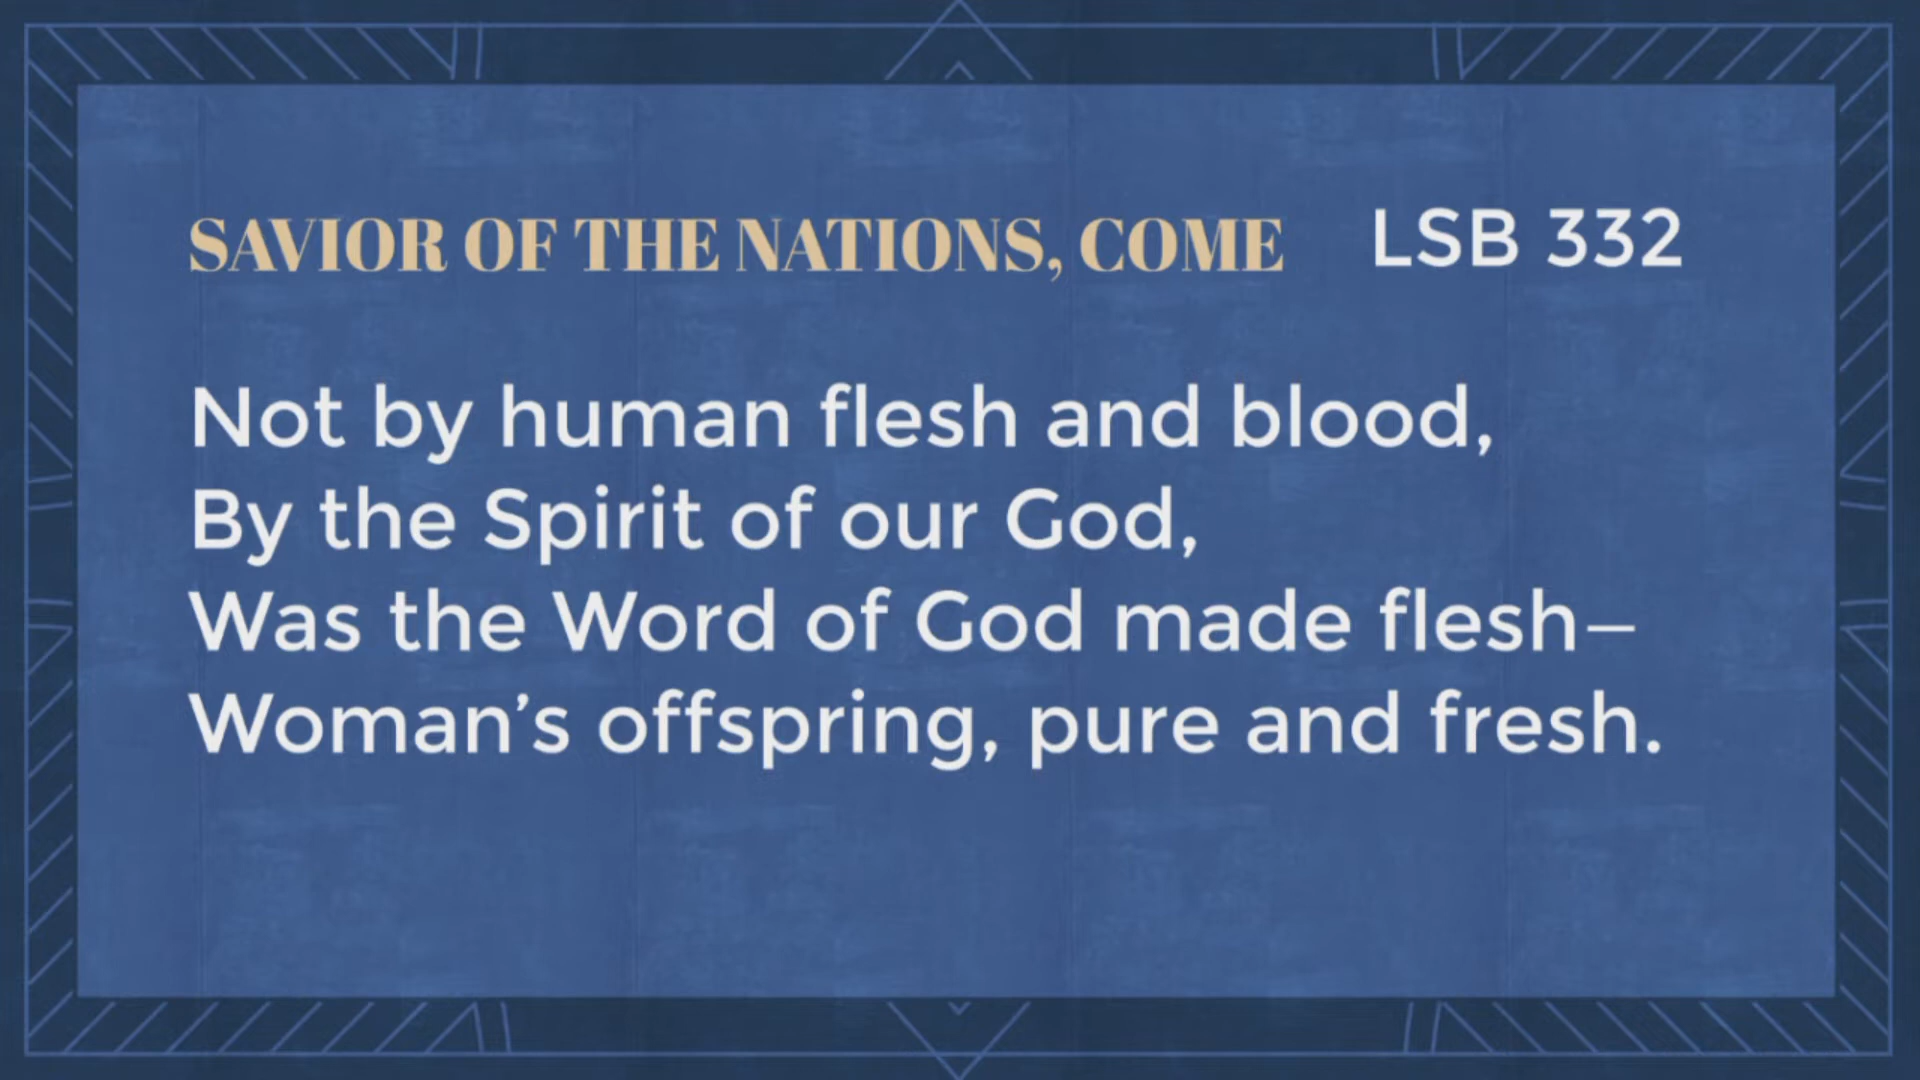 SAVIOR OF THE NATIONS, COME LSB 332
Not by human flesh and blood,
By the Spirit of our God,
Was the Word of God made flesh—
Woman’s offspring, pure and fresh.